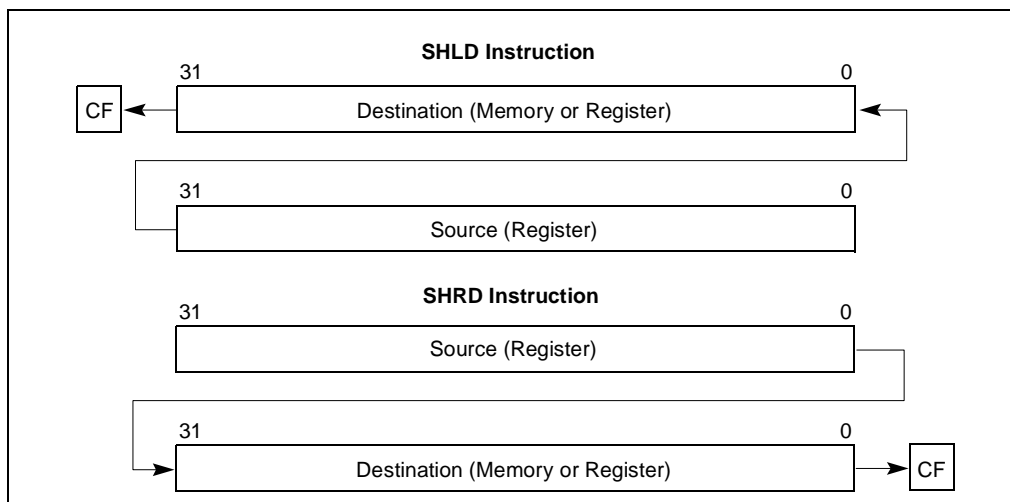 SHLD Instruction
31 0
CF Destination (Memory or Register)
31 0
Source (Register)
SHRD Instruction
31 0
Source (Register)
31 0
Destination (Memory or Register) CF